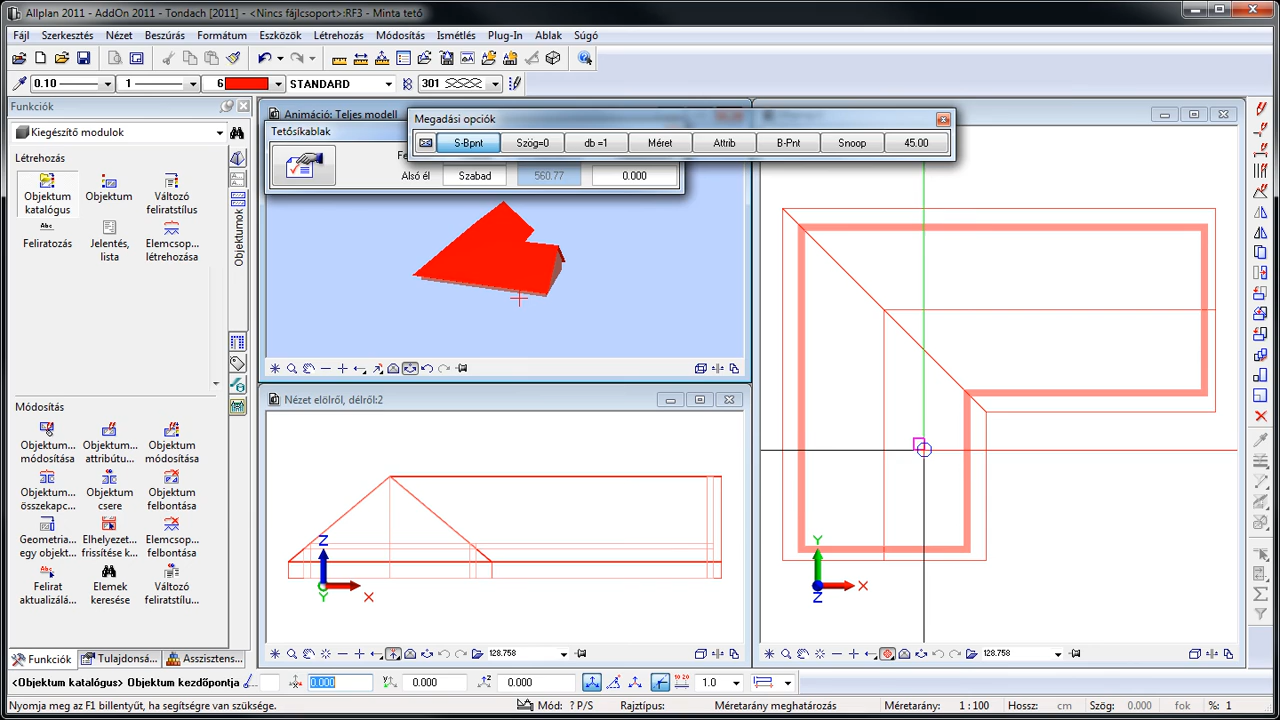 Allplan 2011 - AddOn 2011 - Tondach [2011] - <Nincs fájlcsoport>:RF3 - Minta tető
Fájl Szerkesztés Nézet Beszúrás Formátum Eszközök Létrehozás Módosítás Ismétlés Plug-In Ablak Súgó
0.10 1 6 STANDARD 301
Funkciók
Kiegészítő modulok
Létrehozás
Objektum katalógus
Objektum
Változó feliratstílus
Feliratozás
Jelentés, lista
Elemcsop... létrehozása
Objektumok
Módosítás
Objektum... módosítása
Objektum... attribútu...
Objektum módosítása
Objektum... összekapc...
Objektum csere
Objektum felbontása
Geometria... egy objekt...
Elhelyezet... frissítése k...
Elemcsop... felbontása
Felirat aktualizálá...
Elemek keresése
Változó feliratstílu...
Funkciók Tulajdonsá... Asszisztens...
Animáció: Teljes modell
Tetősíkablak
Alsó él Szabad 560.77 0.000
Megadási opciók
S-Bpnt Szög=0 db =1 Méret Attrib B-Pnt Snoop 45.00
Nézet elölről, délről:2
Z
Y
X
128.758
Y
X
Z
128.758
<Objektum katalógus> Objektum kezdőpontja 0.000 0.000 0.000 1.0
Nyomja meg az F1 billentyűt, ha segítségre van szüksége. Mód: ? P/S Rajztípus: Méretarány meghatározás Méretarány: 1 : 100 Hossz: cm Szög: 0.000 fok %: 1